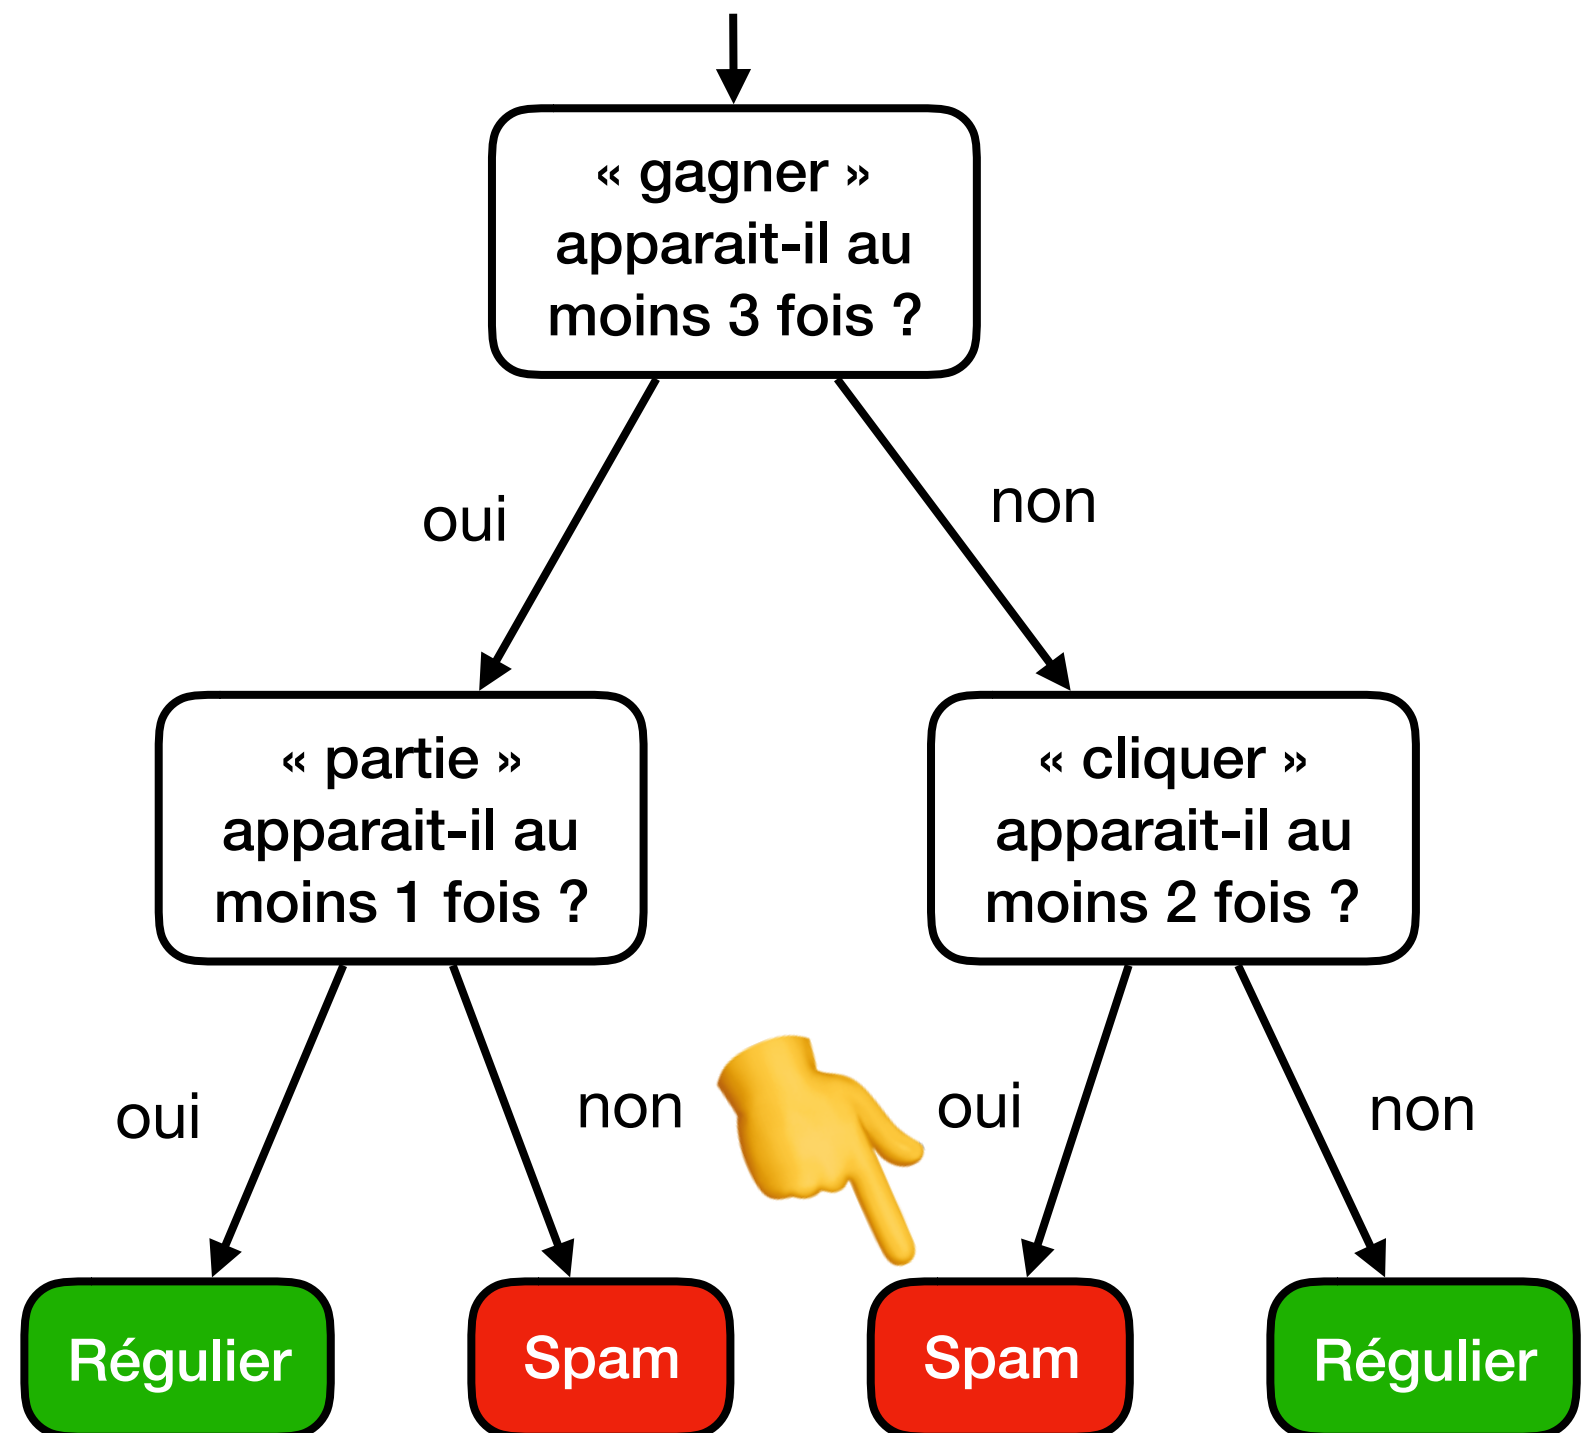 « gagner »
apparait-il au
moins 3 fois ?
oui
non
« partie »
apparait-il au
moins 1 fois ?
« cliquer »
apparait-il au
moins 2 fois ?
oui
non
oui
non
Régulier
Spam
Spam
Régulier